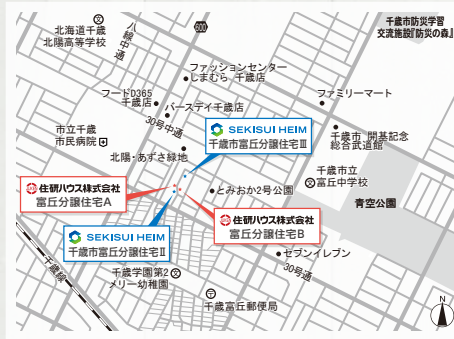 北海道千歳
北陽高等学校
八線中通
千歳市防災学習
交流施設『防災の森』
ファッションセンター
しまむら 千歳店
フードD365
千歳店
バースデイ千歳店
ファミリーマート
30号中通
市立千歳
市民病院
SEKISUI HEIM
千歳市富丘分譲住宅Ⅲ
千歳市 開基記念
総合武道館
北陽・あずさ緑地
千歳市立
富丘中学校
住研ハウス株式会社
富丘分譲住宅A
とみおか2号公園
青空公園
住研ハウス株式会社
富丘分譲住宅B
SEKISUI HEIM
千歳市富丘分譲住宅Ⅱ
セブンイレブン
30号通
千歳線
千歳学園第2
メリー幼稚園
千歳富丘郵便局
N